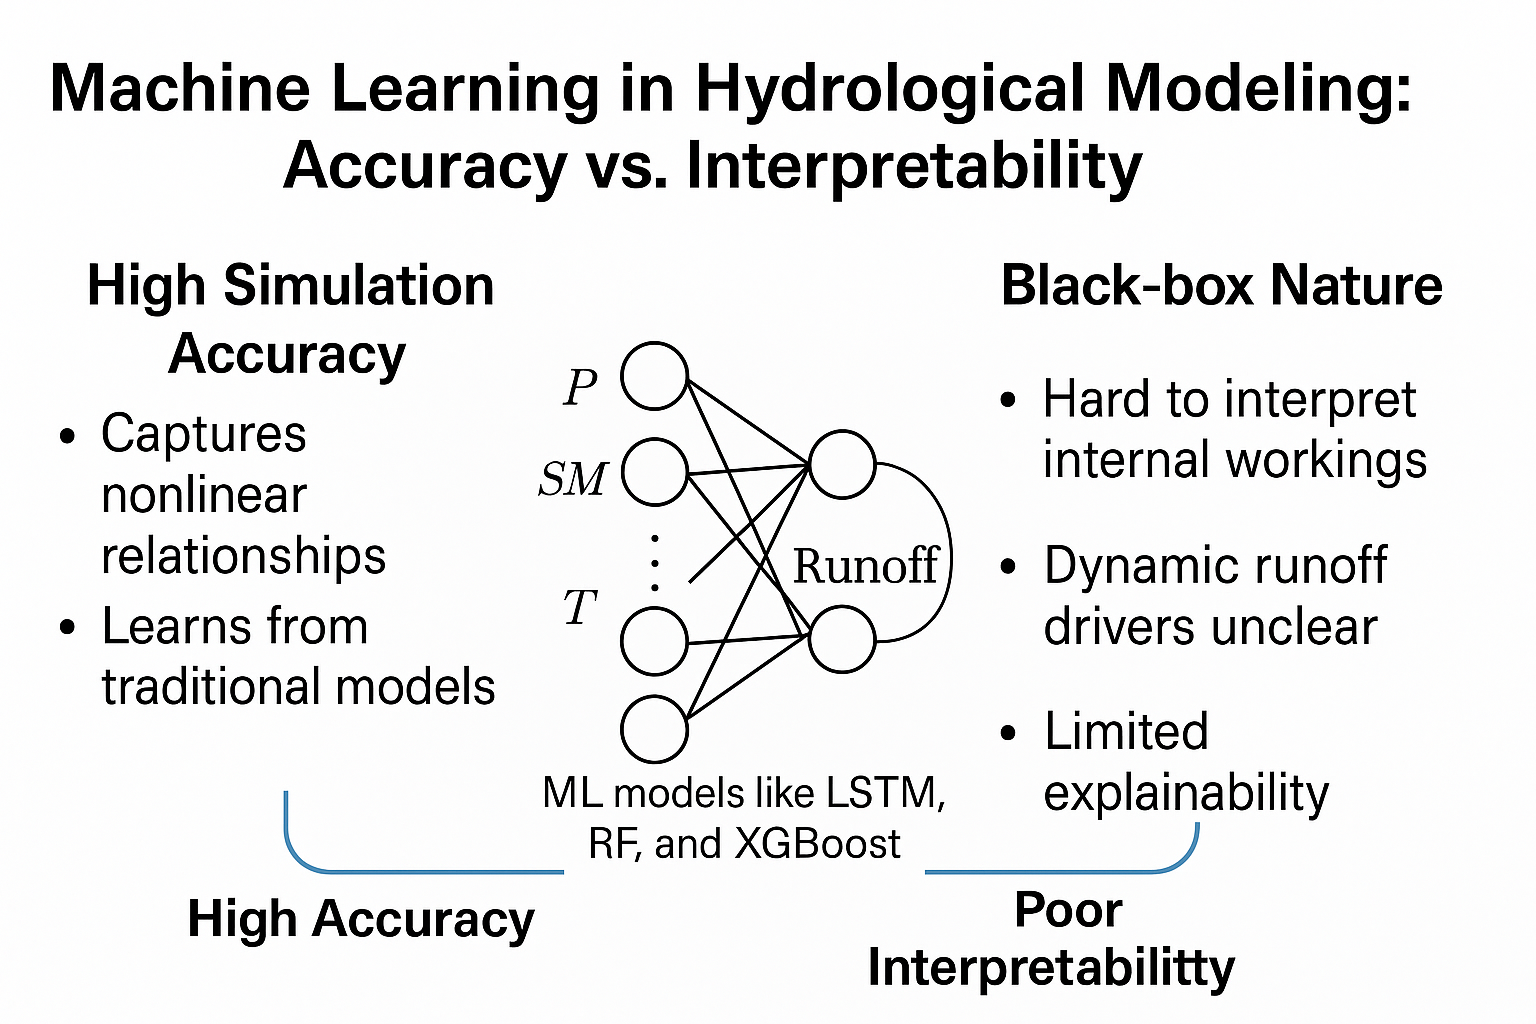 Machine Learning in Hydrological Modeling:
Accuracy vs. Interpretability
High Simulation
Accuracy
• Captures
nonlinear
relationships
• Learns from
traditional models
P
SM
T
Runoff
ML models like LSTM,
RF, and XGBoost
Black-box Nature
• Hard to interpret
internal workings
• Dynamic runoff
drivers unclear
• Limited
explainability
High Accuracy
Poor
Interpretabilitty